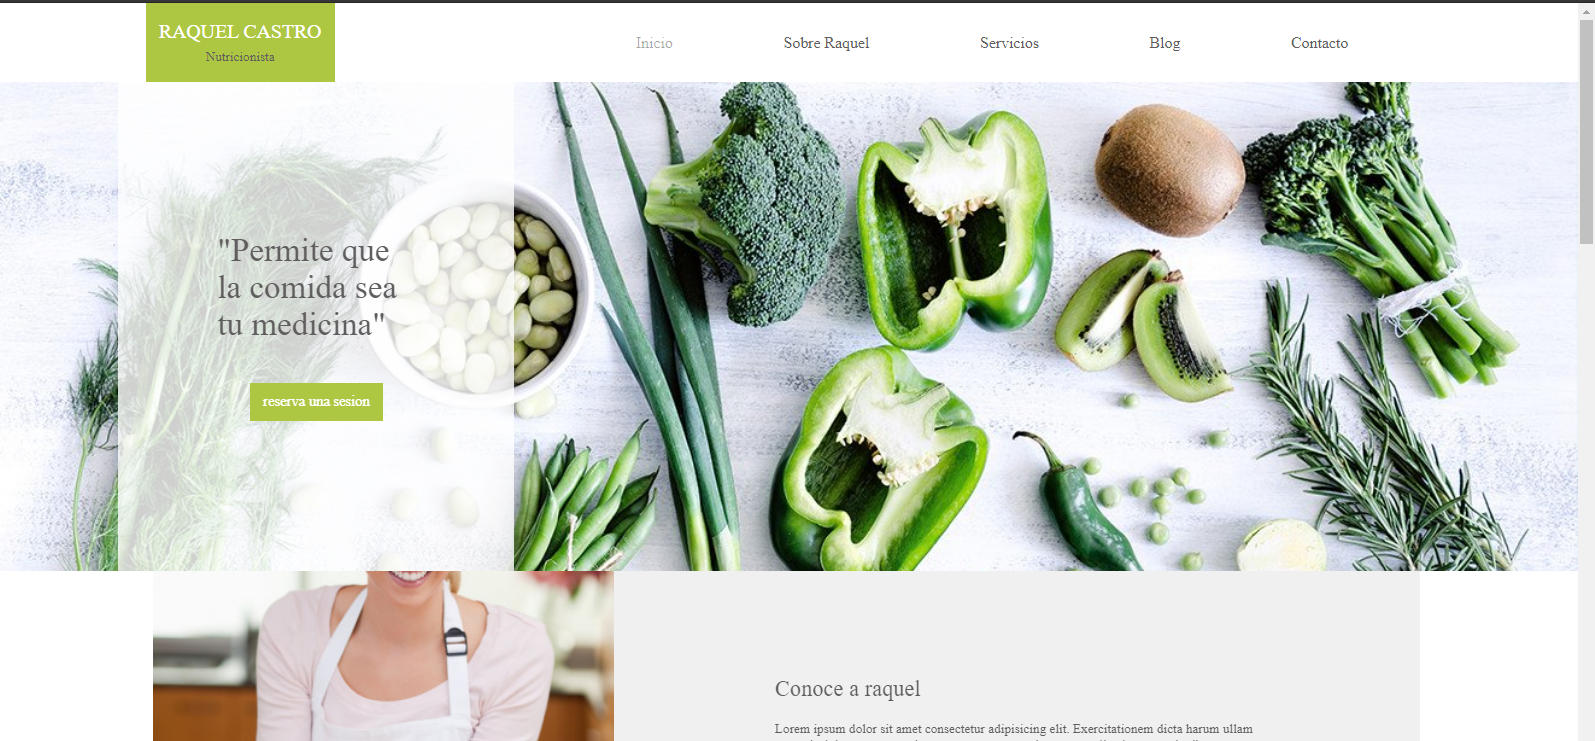 RAQUEL CASTRO
Nutricionista
Inicio
Sobre Raquel
Servicios
Blog
Contacto
"Permite que
la comida sea
tu medicina"
reserva una sesion
Conoce a raquel
Lorem ipsum dolor sit amet consectetur adipisicing elit. Exercitationem dicta harum ullam